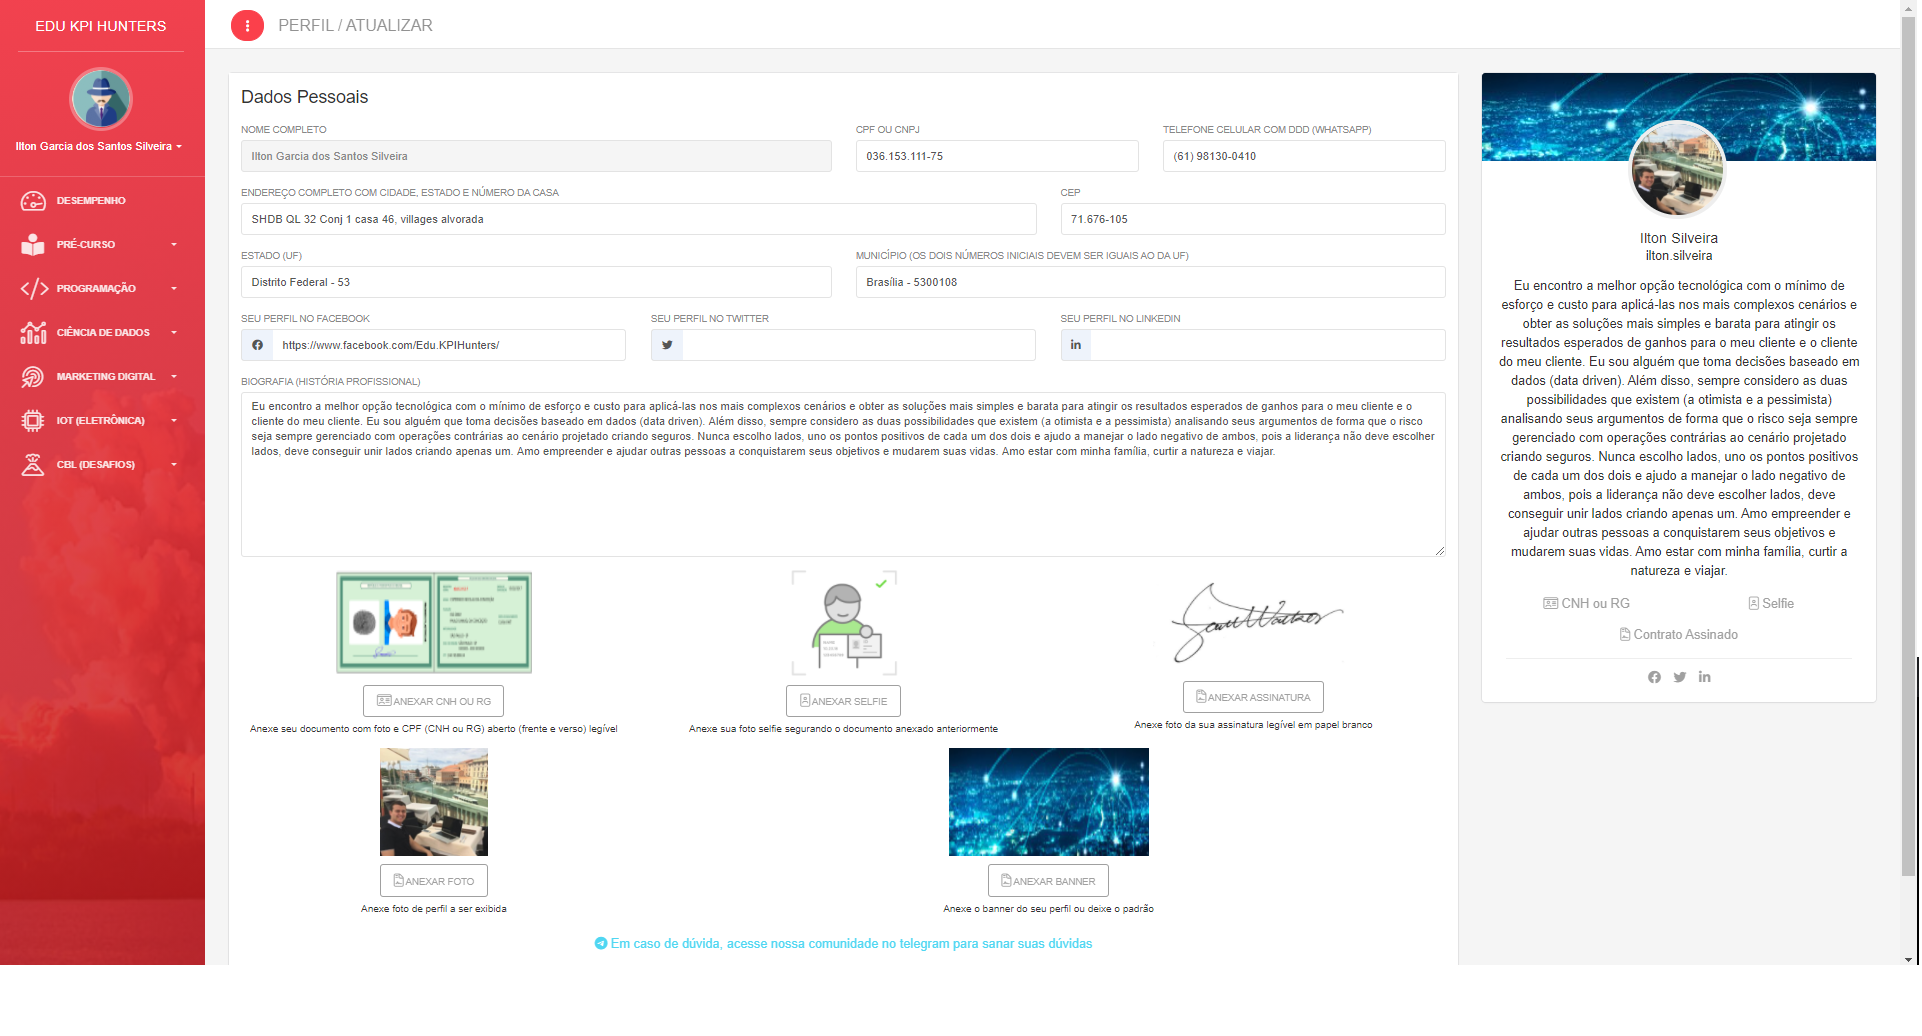 EDU KPI HUNTERS
Ilton Garcia dos Santos Silveira
DESEMPENHO
PRÉ-CURSO
PROGRAMAÇÃO
CIÊNCIA DE DADOS
MARKETING DIGITAL
IOT (ELETRÔNICA)
CBL (DESAFIOS)
PERFIL / ATUALIZAR
Dados Pessoais
NOME COMPLETO
Ilton Garcia dos Santos Silveira
CPF OU CNPJ
036.153.111-75
TELEFONE CELULAR COM DDD (WHATSAPP)
(61) 98130-0410
ENDEREÇO COMPLETO COM CIDADE, ESTADO E NÚMERO DA CASA
SHDB QL 32 Conj 1 casa 46, villages alvorada
CEP
71.676-105
ESTADO (UF)
Distrito Federal - 53
MUNICÍPIO (OS DOIS NÚMEROS INICIAIS DEVEM SER IGUAIS AO DA UF)
Brasília - 5300108
SEU PERFIL NO FACEBOOK
https://www.facebook.com/Edu.KPIHunters/
SEU PERFIL NO TWITTER
SEU PERFIL NO LINKEDIN
BIOGRAFIA (HISTÓRIA PROFISSIONAL)
Eu encontro a melhor opção tecnológica com o mínimo de esforço e custo para aplicá-las nos mais complexos cenários e obter as soluções mais simples e barata para atingir os resultados esperados de ganhos para o meu cliente e o
cliente do meu cliente. Eu sou alguém que toma decisões baseado em dados (data driven). Além disso, sempre considero as duas possibilidades que existem (a otimista e a pessimista) analisando seus argumentos de forma que o risco
seja sempre gerenciado com operações contrárias ao cenário projetado criando seguros. Nunca escolho lados, uno os pontos positivos de cada um dos dois e ajudo a manejar o lado negativo de ambos, pois a liderança não deve escolher
lados, deve conseguir unir lados criando apenas um. Amo empreender e ajudar outras pessoas a conquistarem seus objetivos e mudarem suas vidas. Amo estar com minha família, curtir a natureza e viajar.
ANEXAR CNH OU RG
Anexe seu documento com foto e CPF (CNH ou RG) aberto (frente e verso) legível
ANEXAR SELFIE
Anexe sua foto selfie segurando o documento anexado anteriormente
ANEXAR ASSINATURA
Anexe foto da sua assinatura legível em papel branco
ANEXAR FOTO
Anexe foto de perfil a ser exibida
ANEXAR BANNER
Anexe o banner do seu perfil ou deixe o padrão
Em caso de dúvida, acesse nossa comunidade no telegram para sanar suas dúvidas
Ilton Silveira
ilton.silveira
Eu encontro a melhor opção tecnológica com o mínimo de
esforço e custo para aplicá-las nos mais complexos cenários e
obter as soluções mais simples e barata para atingir os
resultados esperados de ganhos para o meu cliente e o cliente
do meu cliente. Eu sou alguém que toma decisões baseado em
dados (data driven). Além disso, sempre considero as duas
possibilidades que existem (a otimista e a pessimista)
analisando seus argumentos de forma que o risco seja sempre
gerenciado com operações contrárias ao cenário projetado
criando seguros. Nunca escolho lados, uno os pontos positivos
de cada um dos dois e ajudo a manejar o lado negativo de
ambos, pois a liderança não deve escolher lados, deve
conseguir unir lados criando apenas um. Amo empreender e
ajudar outras pessoas a conquistarem seus objetivos e
mudarem suas vidas. Amo estar com minha família, curtir a
natureza e viajar.
CNH ou RG
Selfie
Contrato Assinado